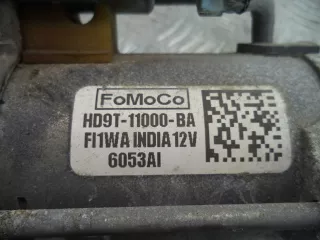 FoMoCo
HD9T-11000-BA
FI1WA INDIA 12V
6053AI